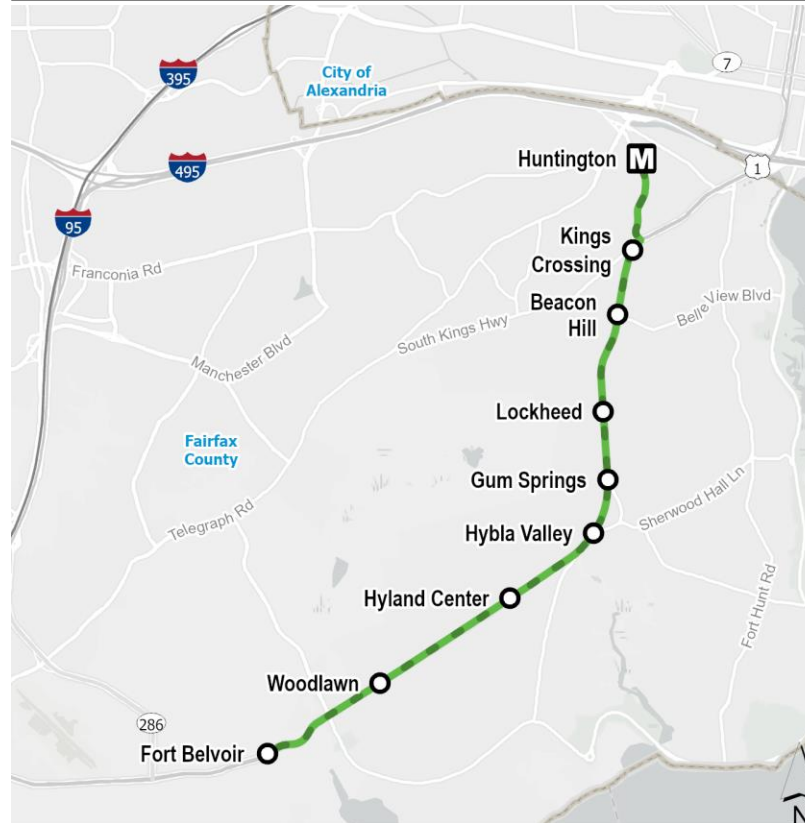 395
City of
Alexandria
7
Huntington M
495
1
95
Kings
Crossing
Franconia Rd
Beacon
Hill
Belle View Blvd
South Kings Hwy
Manchester Blvd
Lockheed
Fairfax
County
Gum Springs
Sherwood Hall Ln
Telegraph Rd
Hybla Valley
Hyland Center
Fort Hunt Rd
Woodlawn
286
Fort Belvoir
N